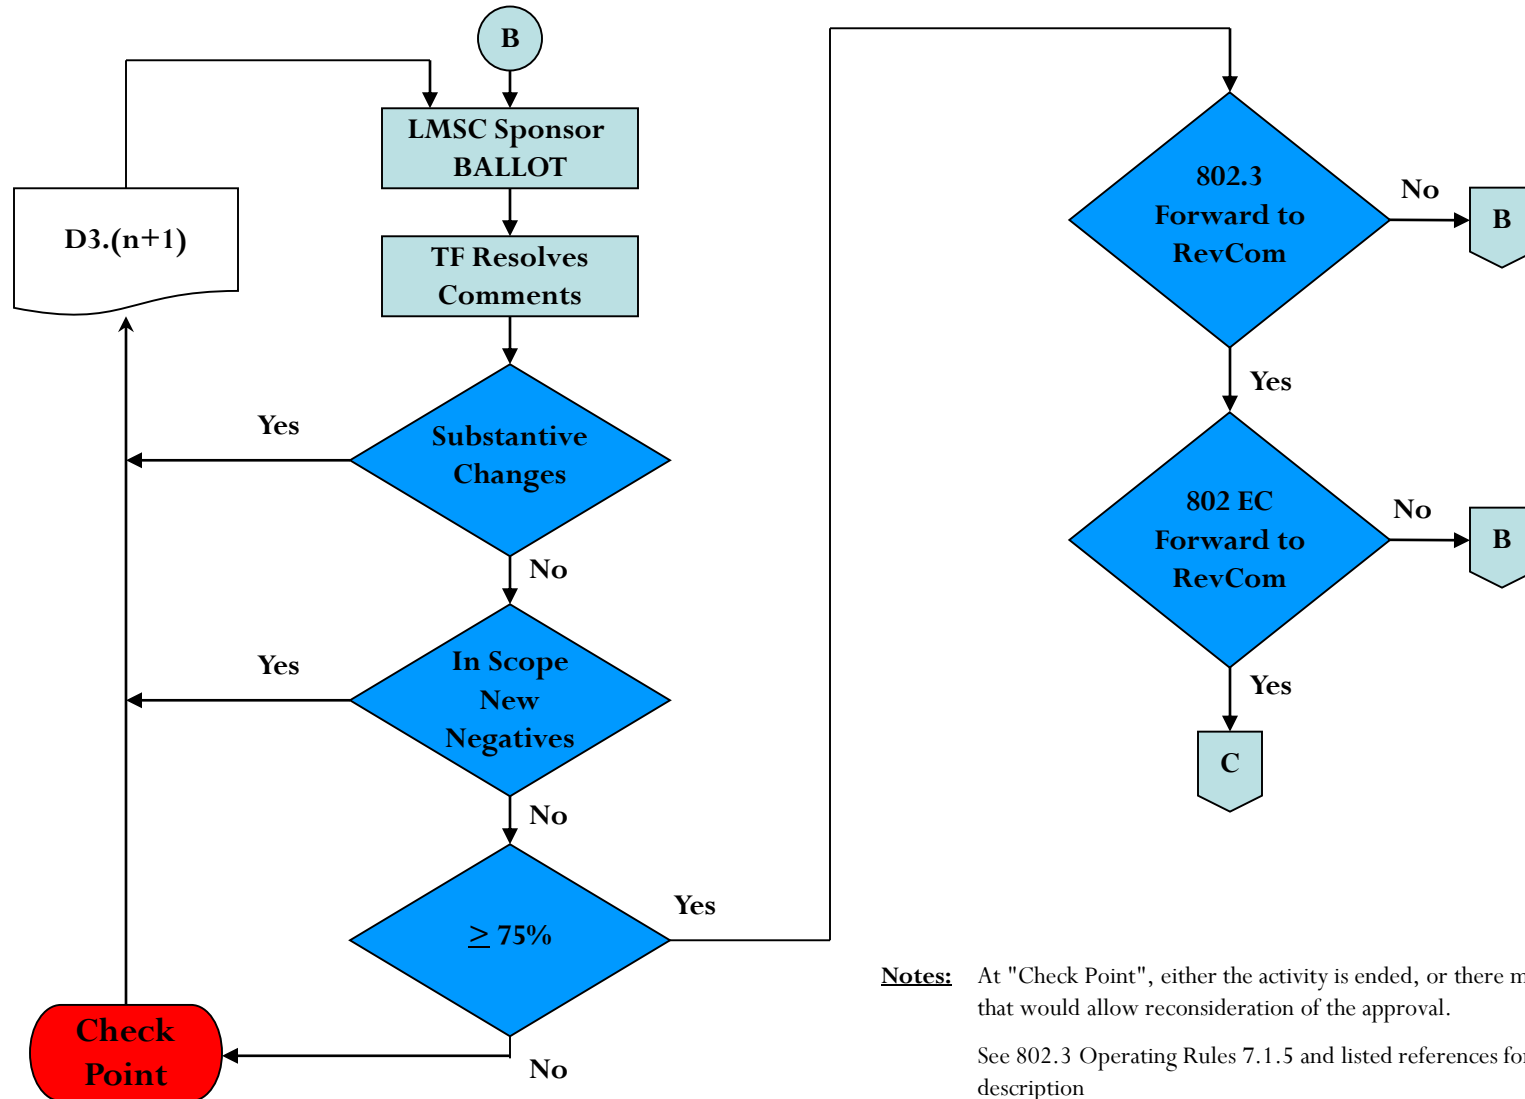 B
LMSC Sponsor
BALLOT
D3.(n+1)
TF Resolves
Comments
Yes
Substantive
Changes
No
Yes
In Scope
New
Negatives
No
≥ 75%
Yes
Check
Point
No
802.3
Forward to
RevCom
No
B
Yes
802 EC
Forward to
RevCom
No
B
Yes
C
Notes: At "Check Point", either the activity is ended, or there
that would allow reconsideration of the approval.
See 802.3 Operating Rules 7.1.5 and listed references for
description